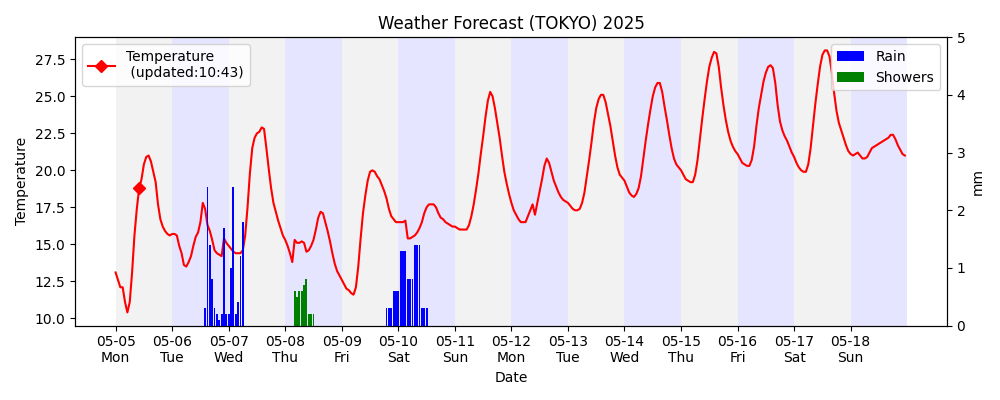 Weather Forecast (TOKYO) 2025
Temperature
(updated:10:43)
Rain
Showers
27.5
25.0
22.5
20.0
17.5
15.0
12.5
10.0
Temperature
5
4
3
2
1
0
mm
05-05 05-06 05-07 05-08 05-09 05-10 05-11 05-12 05-13 05-14 05-15 05-16 05-17 05-18
Mon Tue Wed Thu Fri Sat Sun Mon Tue Wed Thu Fri Sat Sun
Date